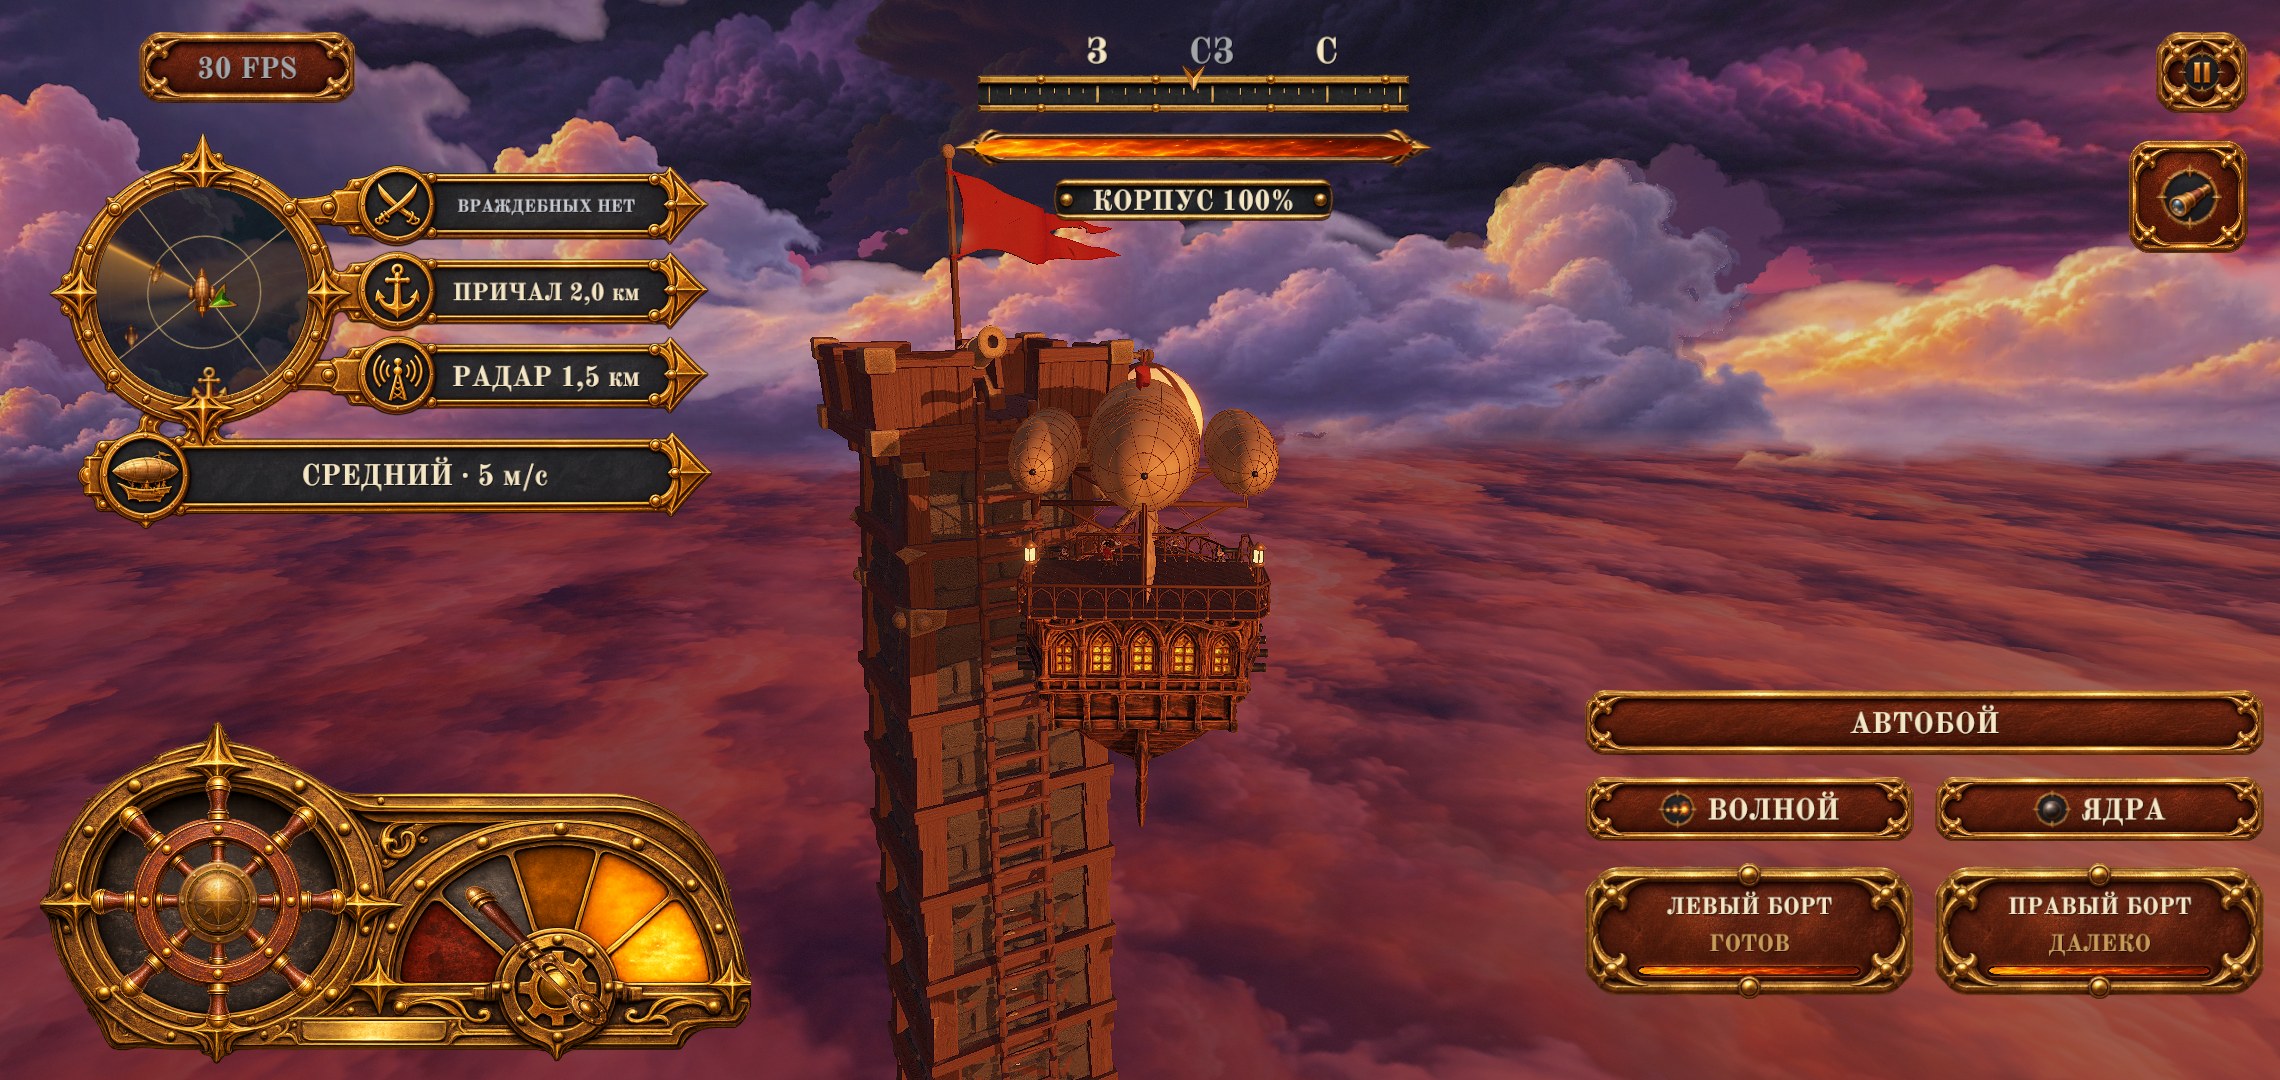 30 FPS
З СЗ С
КОРПУС 100%
ВРАЖДЕБНЫХ НЕТ
ПРИЧАЛ 2,0 км
РАДАР 1,5 км
СРЕДНИЙ · 5 м/с
АВТОБОЙ
ВОЛНОЙ
ЯДРА
ЛЕВЫЙ БОРТ
ГОТОВ
ПРАВЫЙ БОРТ
ДАЛЕКО